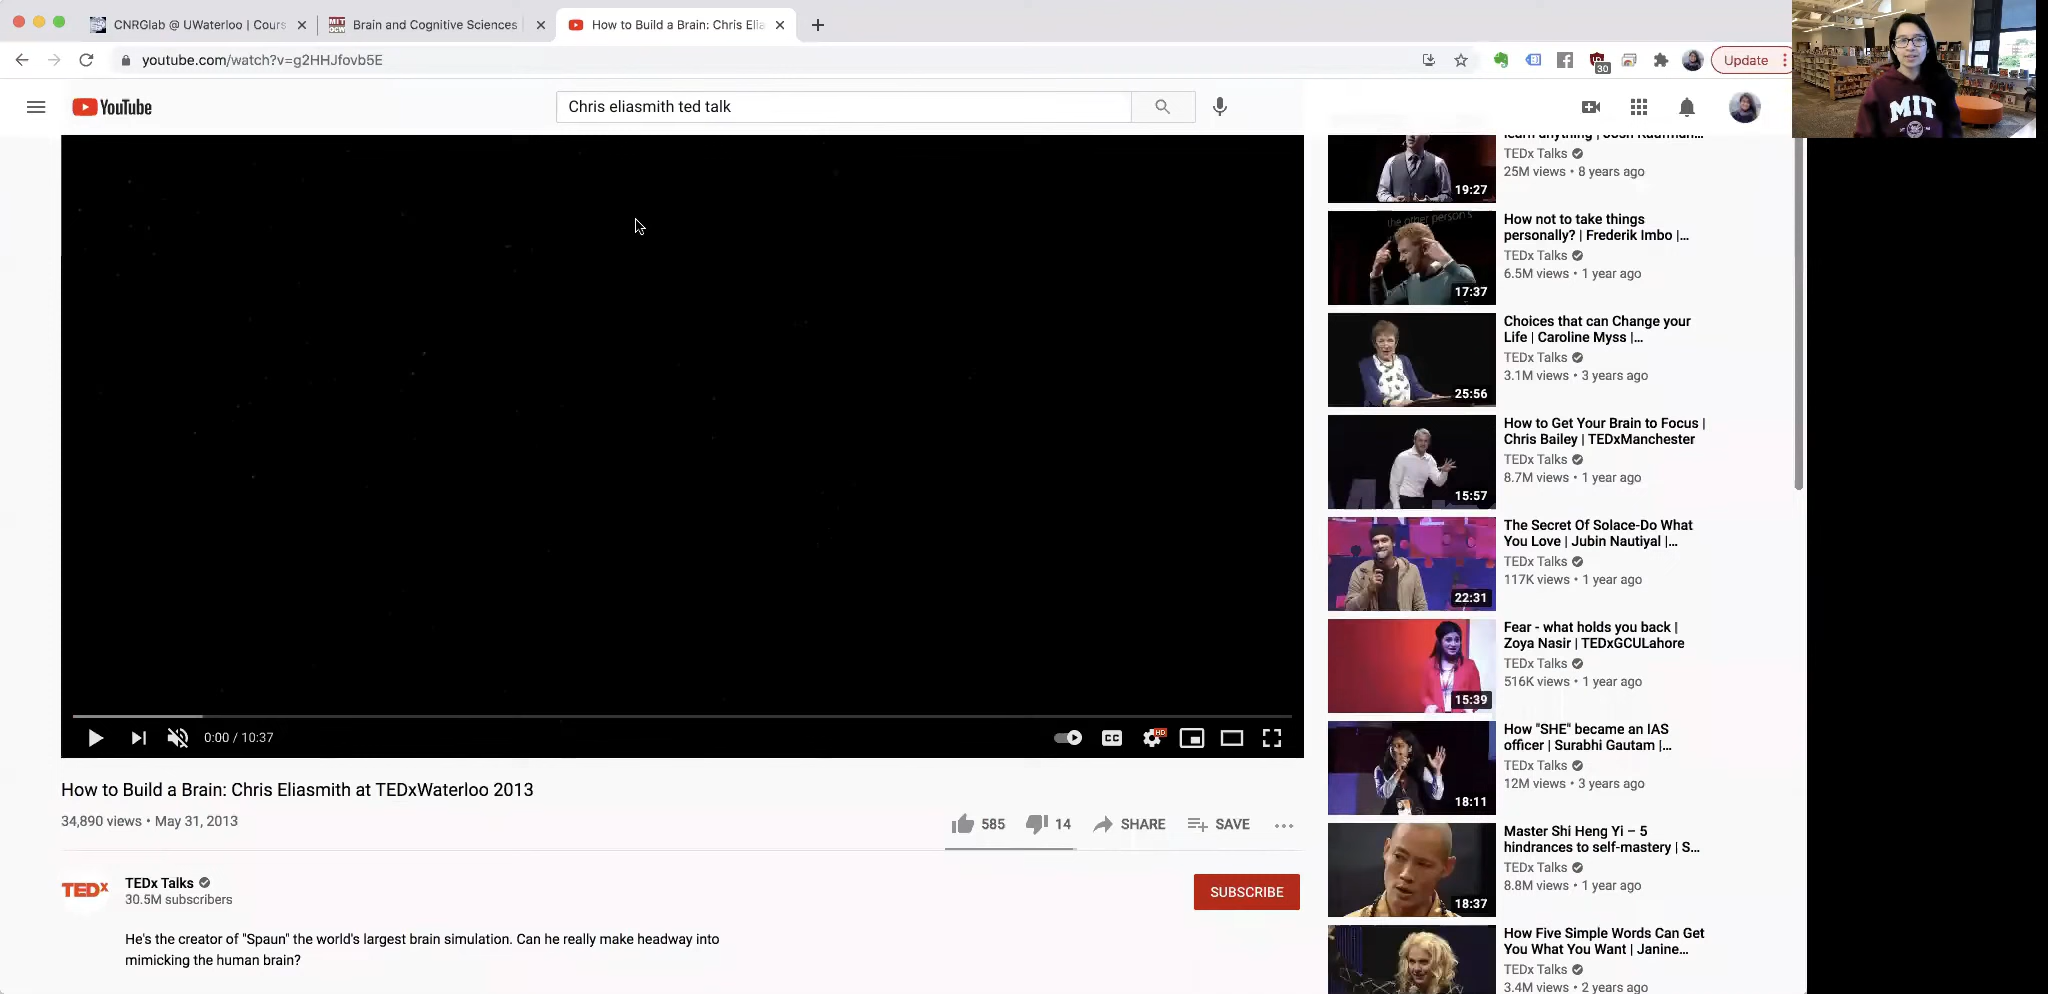 CNRGlab @ UWaterloo | Cours
Brain and Cognitive Sciences
How to Build a Brain: Chris Elia
youtube.com/watch?v=g2HHJfovb5E
30
Update
YouTube
Chris eliasmith ted talk
MIT
TEDx Talks
25M views • 8 years ago
19:27
the other person's
How not to take things
personally? | Frederik Imbo |...
TEDx Talks
6.5M views • 1 year ago
17:37
Choices that can Change your
Life | Caroline Myss |...
TEDx Talks
3.1M views • 3 years ago
25:56
How to Get Your Brain to Focus |
Chris Bailey | TEDxManchester
TEDx Talks
8.7M views • 1 year ago
15:57
The Secret Of Solace-Do What
You Love | Jubin Nautiyal |...
TEDx Talks
117K views • 1 year ago
22:31
Fear - what holds you back |
Zoya Nasir | TEDxGCULahore
TEDx Talks
516K views • 1 year ago
15:39
How "SHE" became an IAS
officer | Surabhi Gautam |...
TEDx Talks
12M views • 3 years ago
18:11
Master Shi Heng Yi – 5
hindrances to self-mastery | S...
TEDx Talks
8.8M views • 1 year ago
18:37
How Five Simple Words Can Get
You What You Want | Janine...
TEDx Talks
3.4M views • 2 years ago
0:00 / 10:37
CC
HD
How to Build a Brain: Chris Eliasmith at TEDxWaterloo 2013
34,890 views • May 31, 2013
585
14
SHARE
SAVE
TEDx
TEDx Talks
30.5M subscribers
SUBSCRIBE
He's the creator of "Spaun" the world's largest brain simulation. Can he really make headway into
mimicking the human brain?